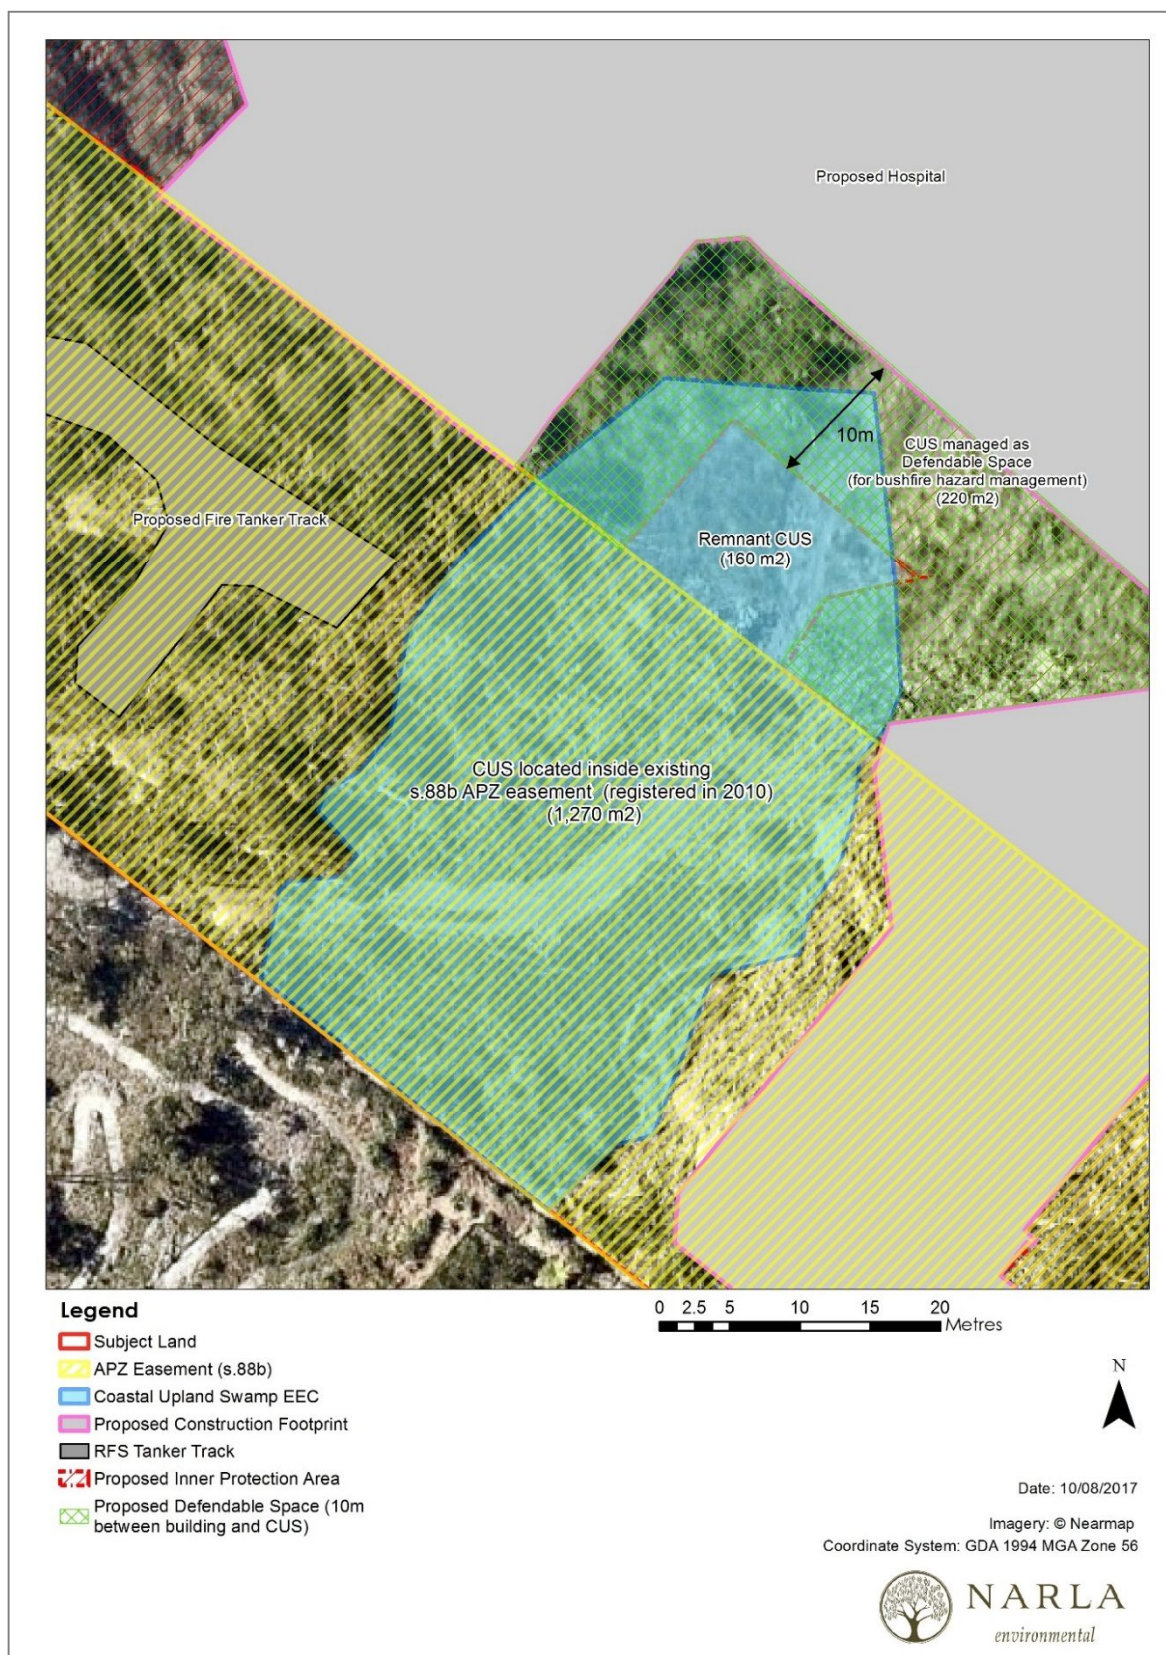 Proposed Hospital
10m
CUS managed as
Defendable Space
(for bushfire hazard management)
(220 m2)
Proposed Fire Tanker Track
Remnant CUS
(160 m2)
CUS located inside existing
s.88b APZ easement (registered in 2010)
(1,270 m2)
Legend
Subject Land
APZ Easement (s.88b)
Coastal Upland Swamp EEC
Proposed Construction Footprint
RFS Tanker Track
Proposed Inner Protection Area
Proposed Defendable Space (10m
between building and CUS)
0 2.5 5 10 15 20
Metres
N
Date: 10/08/2017
Imagery: © Nearmap
Coordinate System: GDA 1994 MGA Zone 56
NARLA
environmental